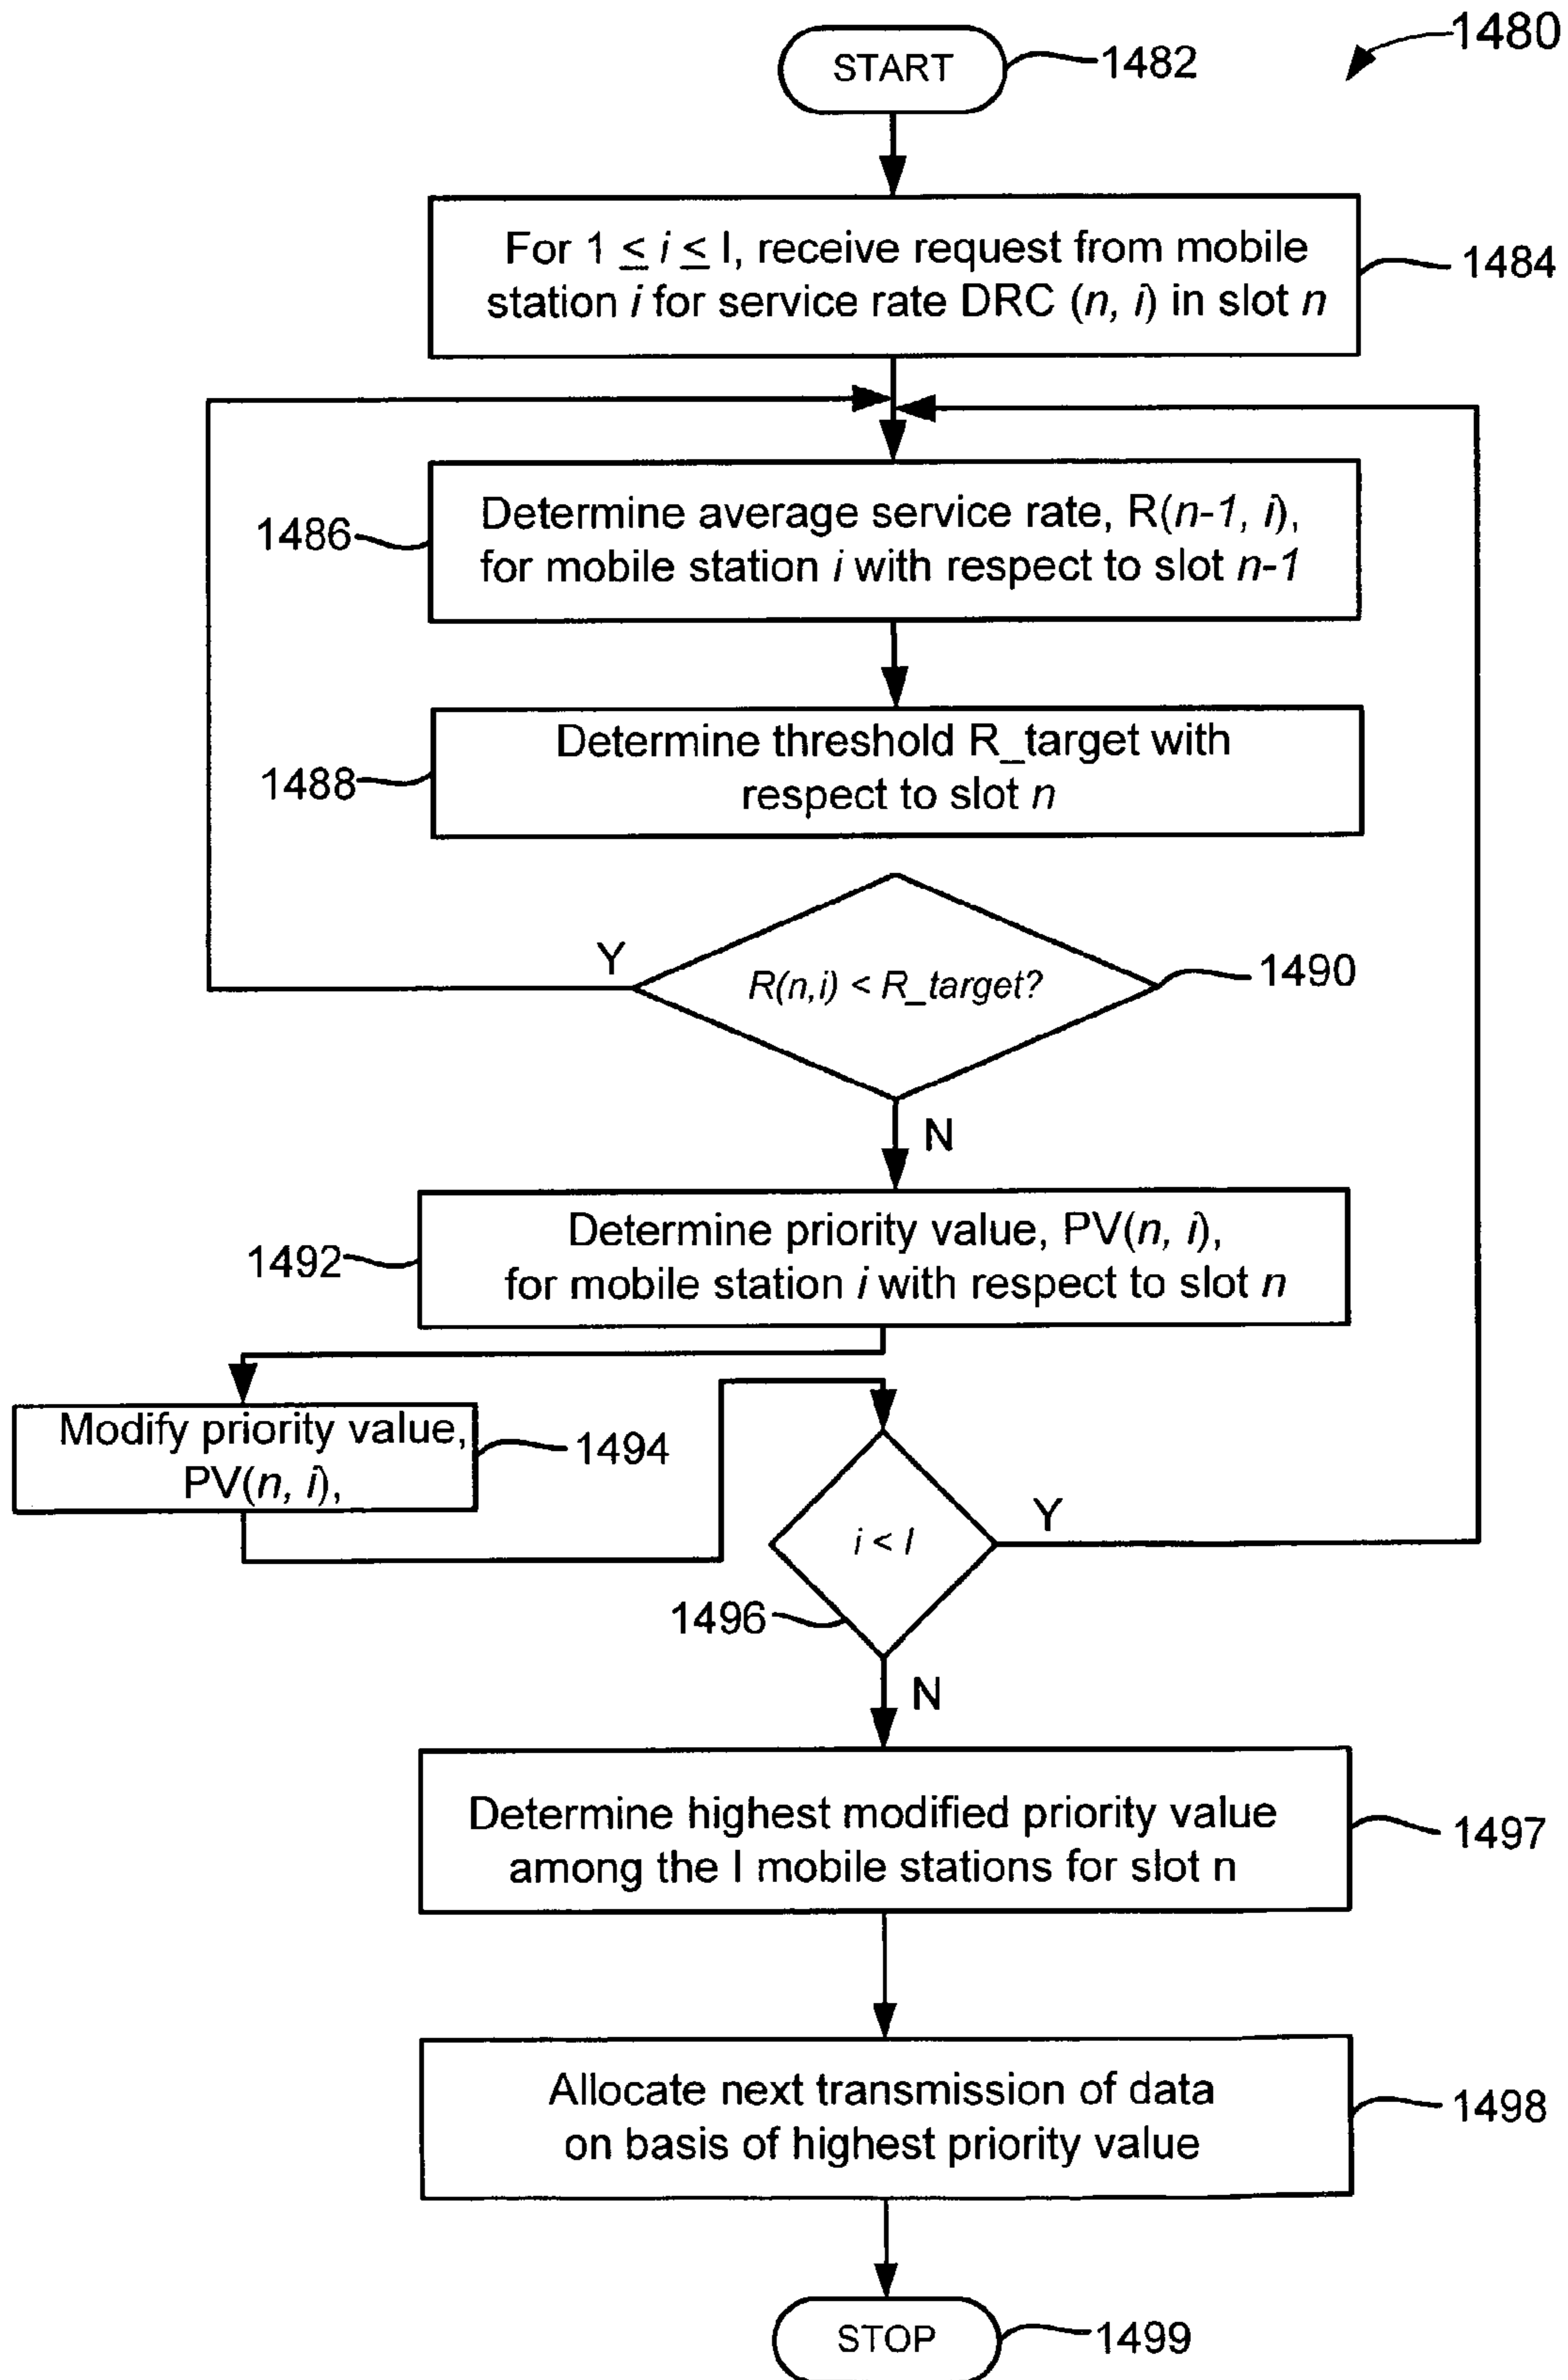 1480
START
1482
For 1 ≤ i ≤ I, receive request from mobile
station i for service rate DRC (n, i) in slot n
1484
Determine average service rate, R(n-1, i),
for mobile station i with respect to slot n-1
1486
Determine threshold R_target with
respect to slot n
1488
Y
R(n,i) < R_target?
1490
N
Determine priority value, PV(n, i),
for mobile station i with respect to slot n
1492
Modify priority value,
PV(n, i),
1494
i < I
Y
1496
N
Determine highest modified priority value
among the I mobile stations for slot n
1497
Allocate next transmission of data
on basis of highest priority value
1498
STOP
1499